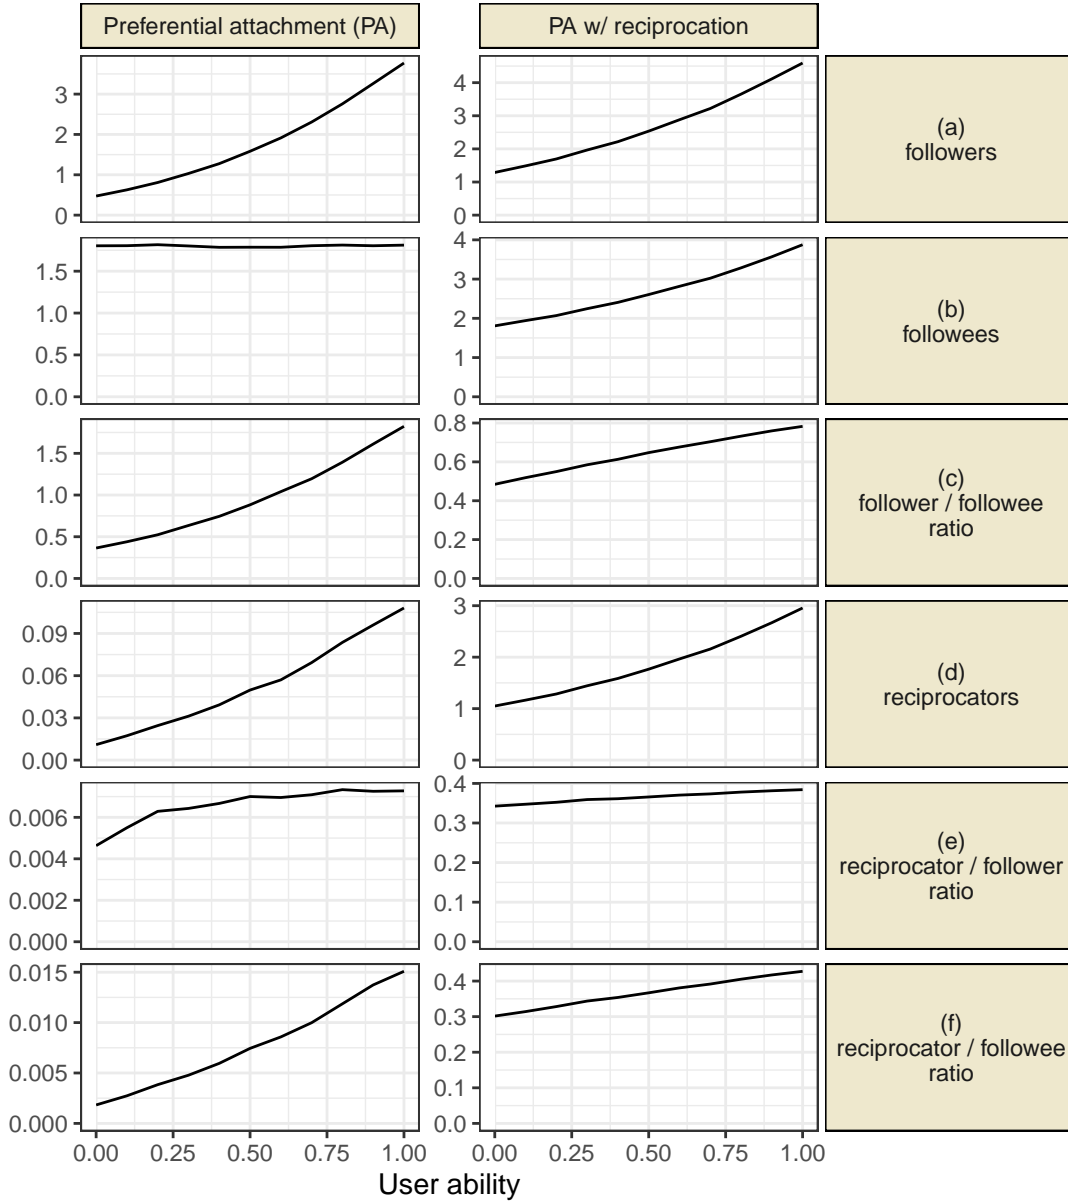 Preferential attachment (PA)
PA w/ reciprocation
3
2
1
0
4
3
2
1
0
(a)
followers
1.5
1.0
0.5
0.0
4
3
2
1
0
(b)
followees
1.5
1.0
0.5
0.0
0.8
0.6
0.4
0.2
0.0
(c)
follower / followee
ratio
0.09
0.06
0.03
0.00
3
2
1
0
(d)
reciprocators
0.006
0.004
0.002
0.000
0.4
0.3
0.2
0.1
0.0
(e)
reciprocator / follower
ratio
0.015
0.010
0.005
0.000
0.4
0.3
0.2
0.1
0.0
(f)
reciprocator / followee
ratio
0.00 0.25 0.50 0.75 1.00
0.00 0.25 0.50 0.75 1.00
User ability